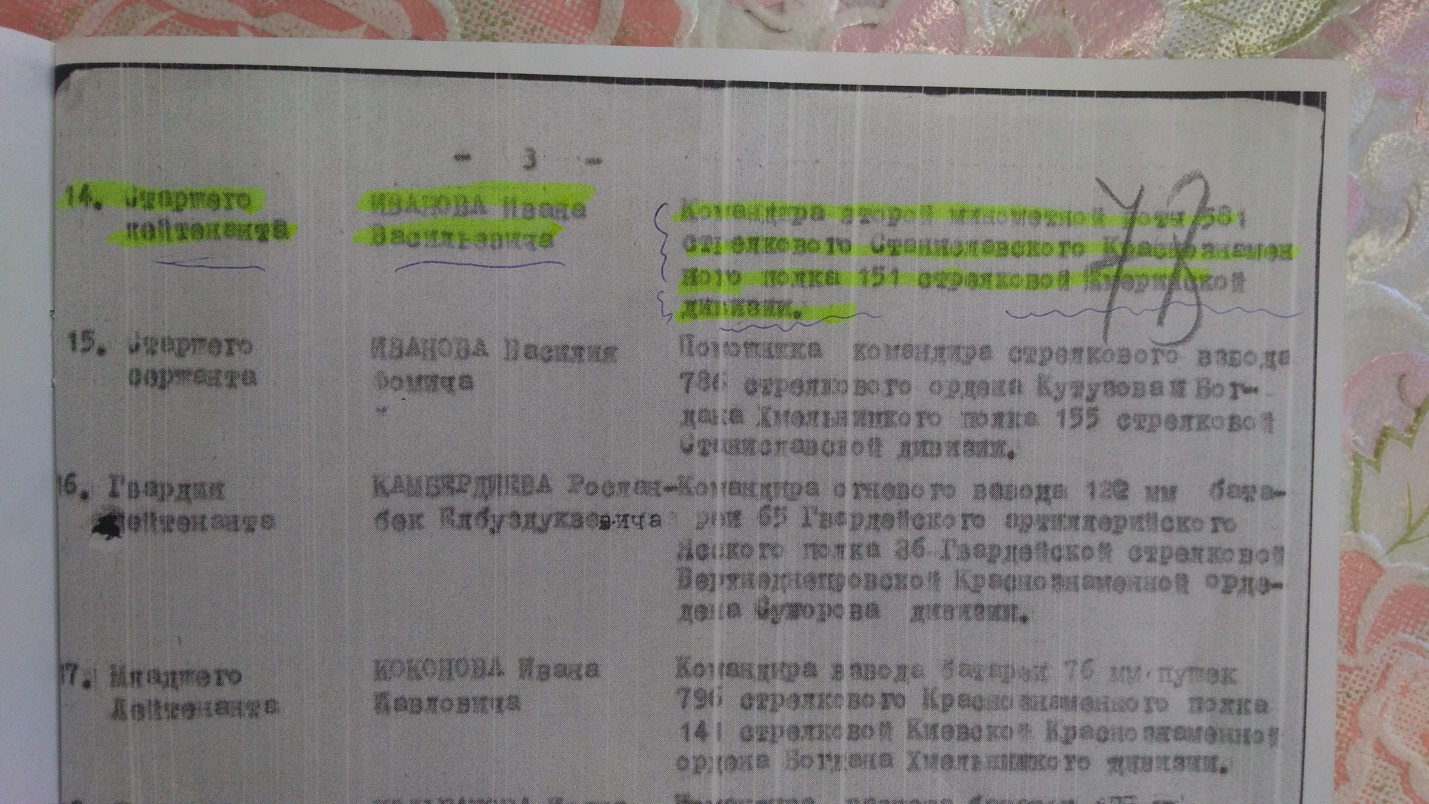 - 3 -
14. Старшего ИВАНОВА Ивана Командира второй минометной роты 581
лейтенанта Васильевича стрелкового Станиславского Краснознамен
ного полка 151 стрелковой Жмеринской
дивизии.
73
15. Старшего ИВАНОВА Василия Помощника командира стрелкового взвода
сержанта Фомича 786 стрелкового ордена Кутузова и Бог-
дана Хмельницкого полка 155 стрелковой
Станиславской дивизии.
16. Гвардии КАМБЕРДИЕВА Рослан- Командира огневого взвода 122 мм бата-
лейтенанта бек реи 65 Гвардейского артиллерийского
Ясского полка 36 Гвардейской стрелковой
Верхнеднепровской Краснознаменной орде-
дена Суворова дивизии.
17. Младшего КОКОНОВА Ивана Командира взвода батареи 76 мм.пушек
Лейтенанта Павловича 796 стрелкового Краснознаменного полка
141 стрелковой Киевской Краснознаменной
ордена Богдана Хмельницкого дивизии.